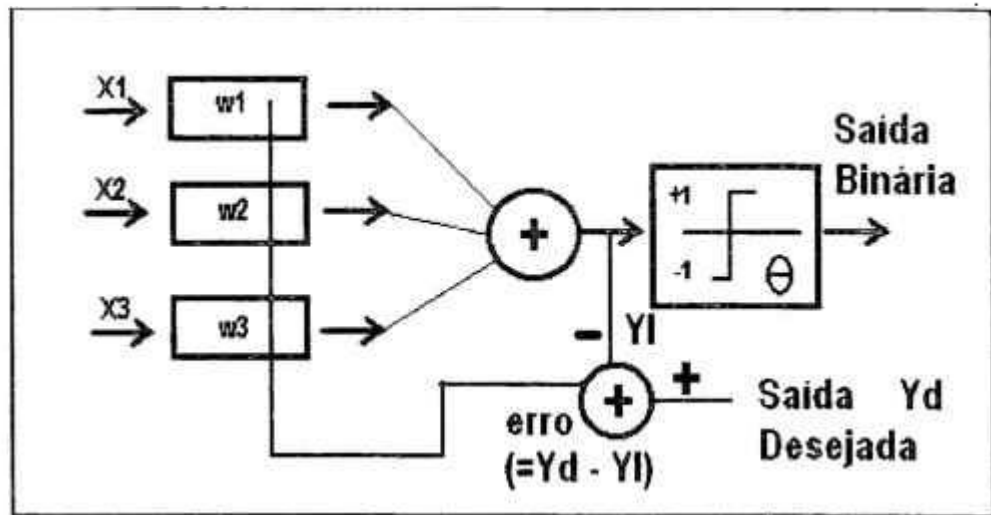 X1
w1
X2
w2
X3
w3
+
+1
-1
θ
Saída
Binária
- Yl
+
+
erro
(=Yd - Yl)
Saída Yd
Desejada